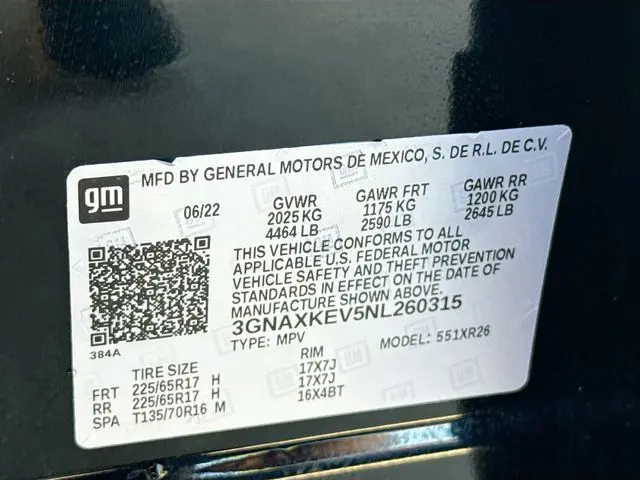 MFD BY GENERAL MOTORS DE MEXICO, S. DE R.L. DE C.V.
gm
06/22 GVWR GAWR FRT GAWR RR
2025 KG 1175 KG 1200 KG
4464 LB 2590 LB 2645 LB
THIS VEHICLE CONFORMS TO ALL
APPLICABLE U.S. FEDERAL MOTOR
VEHICLE SAFETY AND THEFT PREVENTION
STANDARDS IN EFFECT ON THE DATE OF
MANUFACTURE SHOWN ABOVE.
3GNAXKEV5NL260315
384A
TYPE: MPV MODEL: 551XR26
TIRE SIZE RIM
FRT 225/65R17 H 17X7J
RR 225/65R17 H 17X7J
SPA T135/70R16 M 16X4BT